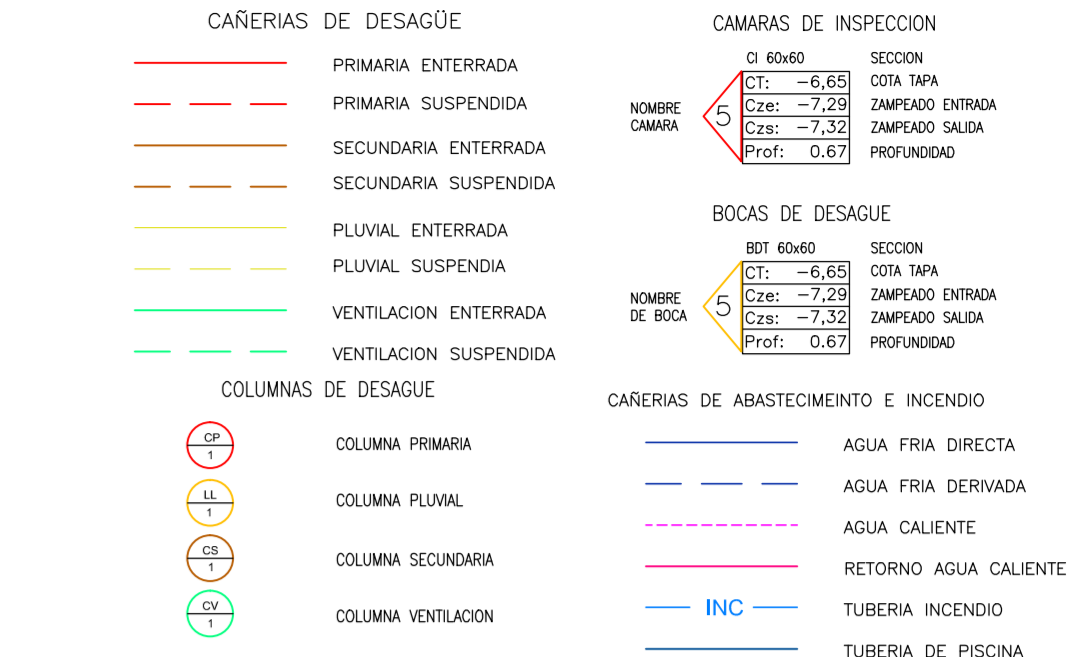 CAÑERIAS DE DESAGÜE
PRIMARIA ENTERRADA
PRIMARIA SUSPENDIDA
SECUNDARIA ENTERRADA
SECUNDARIA SUSPENDIDA
PLUVIAL ENTERRADA
PLUVIAL SUSPENDIA
VENTILACION ENTERRADA
VENTILACION SUSPENDIDA
COLUMNAS DE DESAGUE
CP
1
COLUMNA PRIMARIA
LL
1
COLUMNA PLUVIAL
CS
1
COLUMNA SECUNDARIA
CV
1
COLUMNA VENTILACION
CAMARAS DE INSPECCION
CI 60x60 SECCION
NOMBRE
CAMARA
5
CT: -6,65 COTA TAPA
Cze: -7,29 ZAMPEADO ENTRADA
Czs: -7,32 ZAMPEADO SALIDA
Prof: 0.67 PROFUNDIDAD
BOCAS DE DESAGUE
BDT 60x60 SECCION
NOMBRE
DE BOCA
5
CT: -6,65 COTA TAPA
Cze: -7,29 ZAMPEADO ENTRADA
Czs: -7,32 ZAMPEADO SALIDA
Prof: 0.67 PROFUNDIDAD
CAÑERIAS DE ABASTECIMEINTO E INCENDIO
AGUA FRIA DIRECTA
AGUA FRIA DERIVADA
AGUA CALIENTE
RETORNO AGUA CALIENTE
INC TUBERIA INCENDIO
TUBERIA DE PISCINA